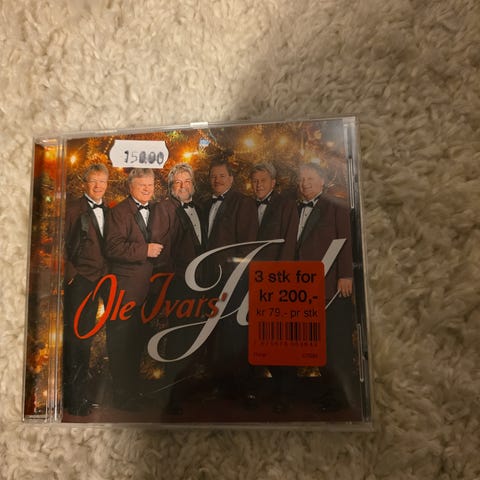 150.00
Ole Ivars'
Jul
3 stk for
kr 200,-
kr 79,- pr stk